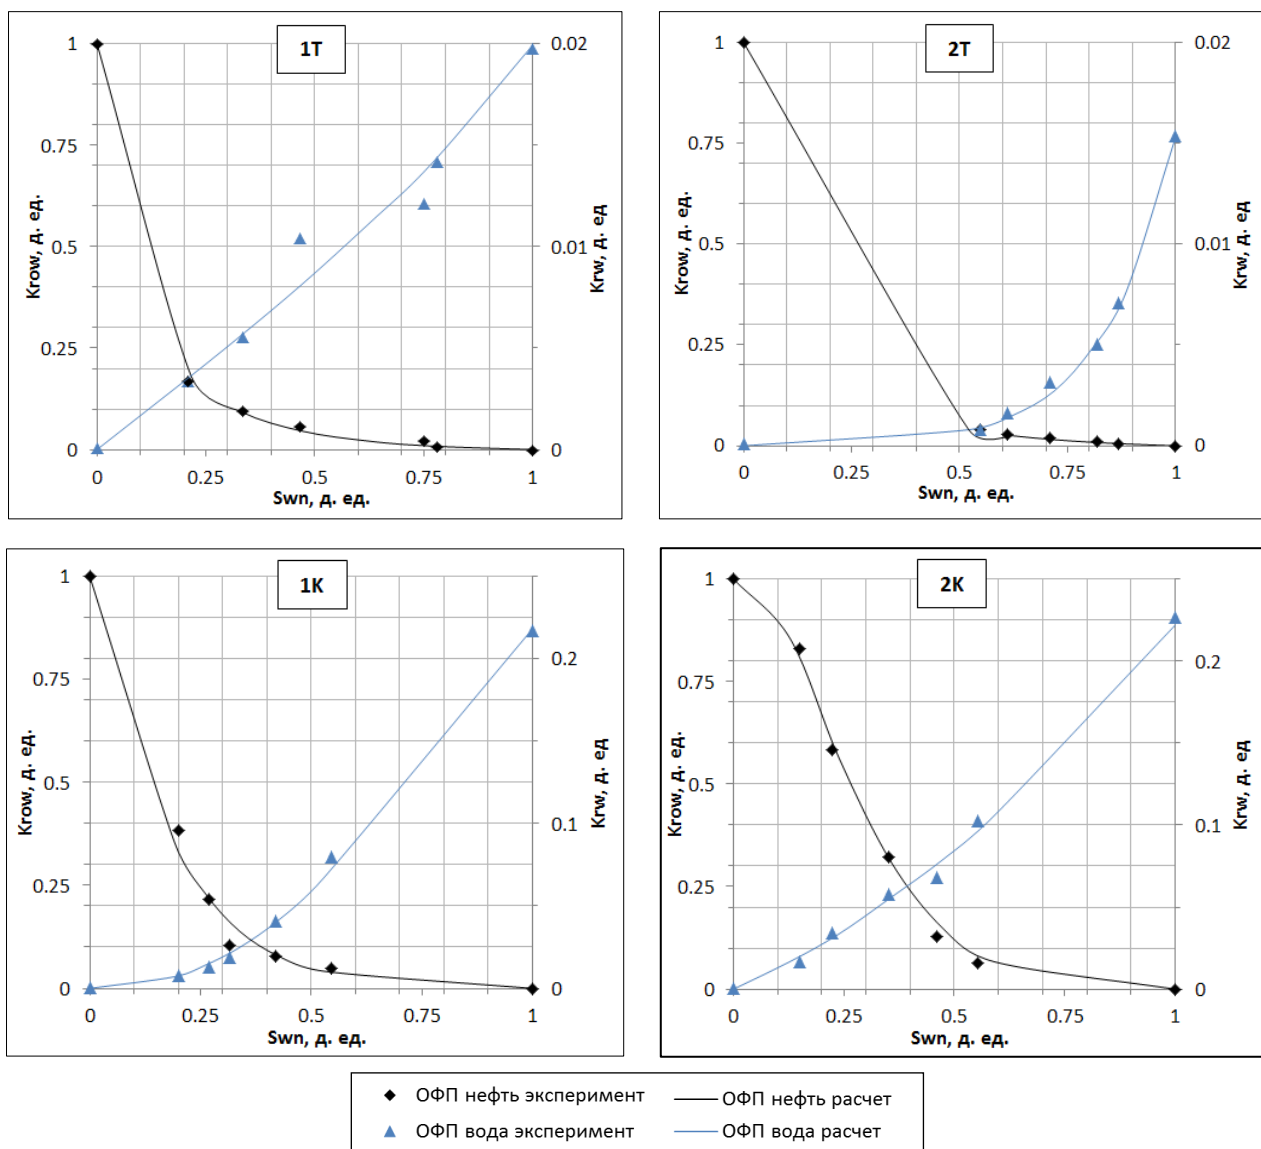 1Т
1
0.75
0.5
0.25
0
0.02
0.01
0
0 0.25 0.5 0.75 1
Krow, д. ед.
Krw, д. ед
Swn, д. ед.
2Т
1
0.75
0.5
0.25
0
0.02
0.01
0
0 0.25 0.5 0.75 1
Krow, д. ед.
Krw, д. ед
Swn, д. ед.
1К
1
0.75
0.5
0.25
0
0.2
0.1
0
0 0.25 0.5 0.75 1
Krow, д. ед.
Krw, д. ед
Swn, д. ед.
2К
1
0.75
0.5
0.25
0
0.2
0.1
0
0 0.25 0.5 0.75 1
Krow, д. ед.
Krw, д. ед
Swn, д. ед.
ОФП нефть эксперимент
ОФП нефть расчет
ОФП вода эксперимент
ОФП вода расчет